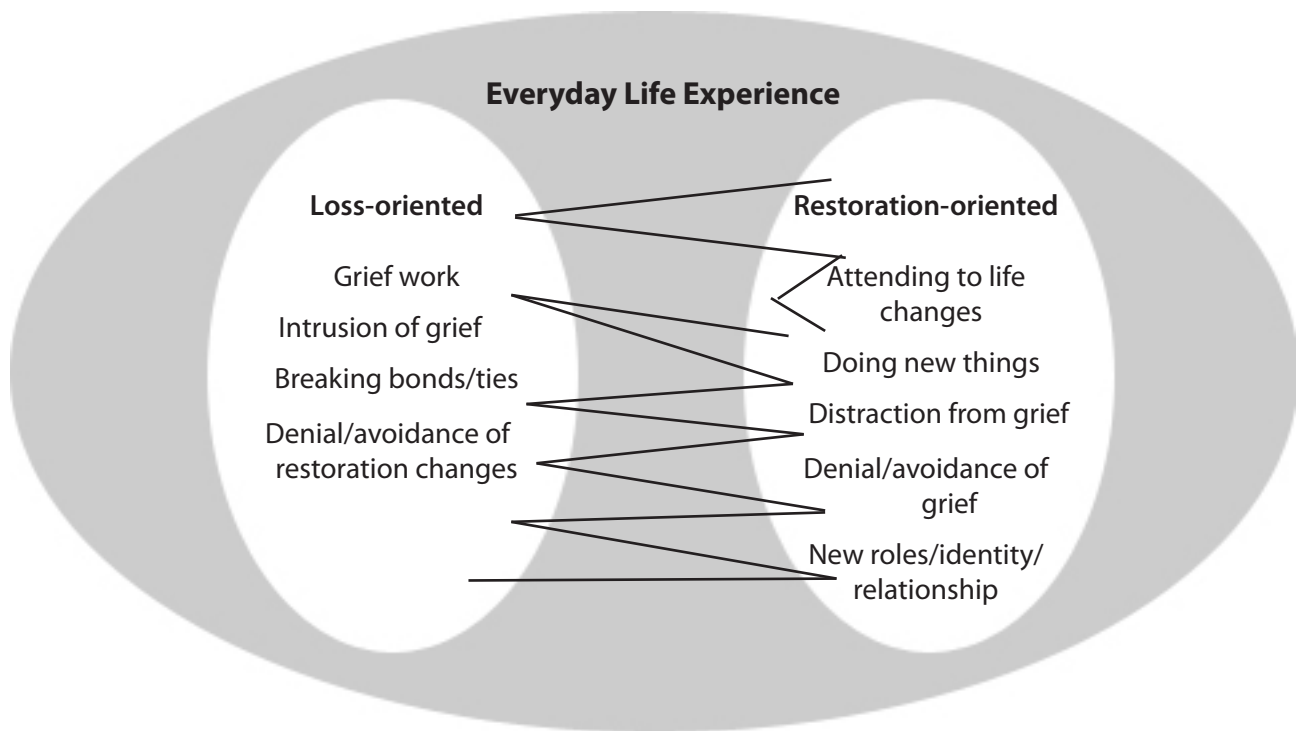 Everyday Life Experience
Loss-oriented
Grief work
Intrusion of grief
Breaking bonds/ties
Denial/avoidance of
restoration changes
Restoration-oriented
Attending to life
changes
Doing new things
Distraction from grief
Denial/avoidance of
grief
New roles/identity/
relationship